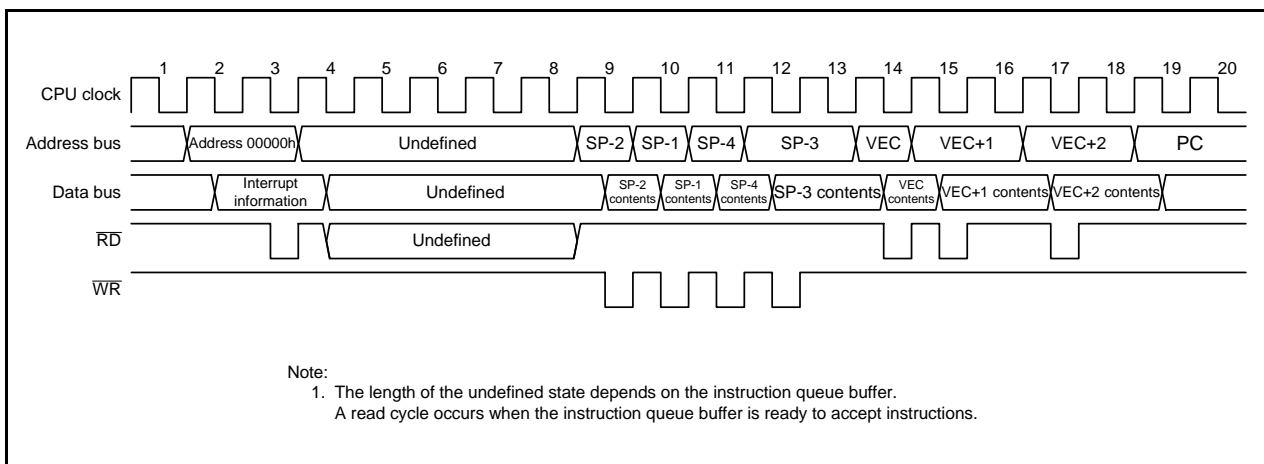 1 2 3 4 5 6 7 8 9 10 11 12 13 14 15 16 17 18 19 20
CPU clock
Address bus Address 00000h Undefined SP-2 SP-1 SP-4 SP-3 VEC VEC+1 VEC+2 PC
Data bus Interrupt information Undefined SP-2 contents SP-1 contents SP-4 contents SP-3 contents VEC contents VEC+1 contents VEC+2 contents
RD Undefined
WR
Note:
1. The length of the undefined state depends on the instruction queue buffer.
A read cycle occurs when the instruction queue buffer is ready to accept instructions.